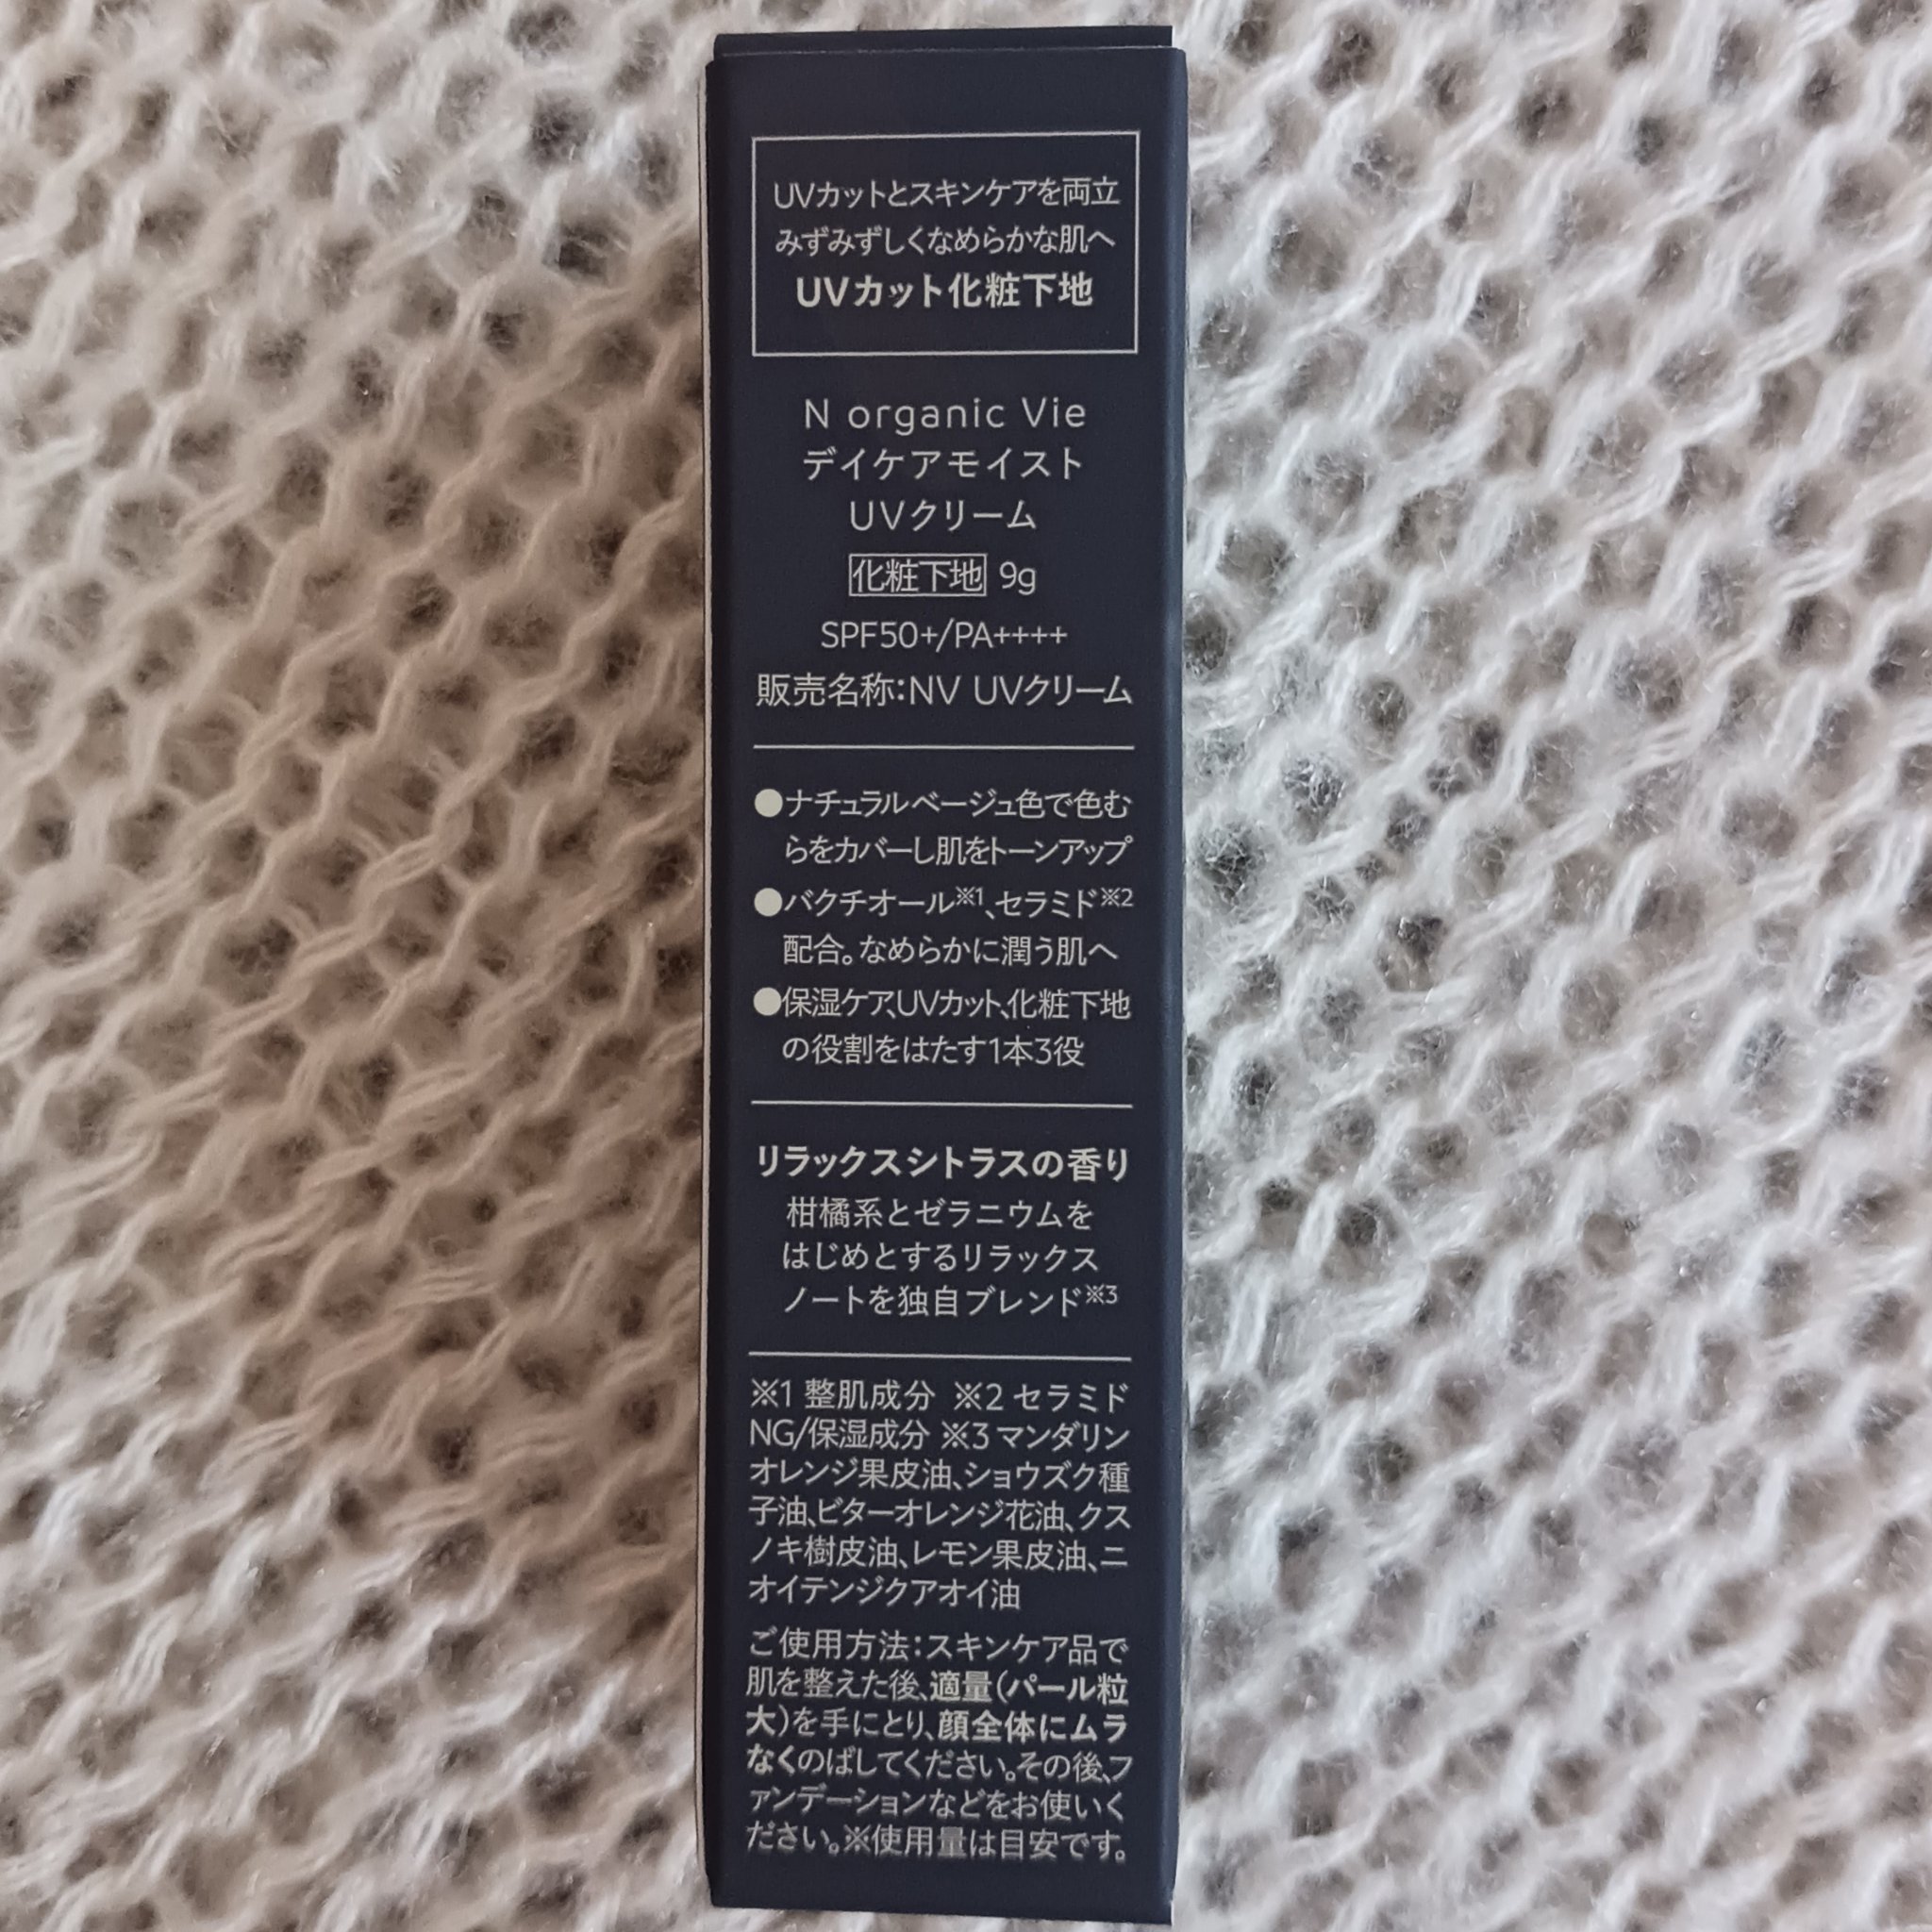 UVカットとスキンケアを両立
みずみずしくなめらかな肌へ
UVカット化粧下地
N organic Vie
デイケアモイスト
UVクリーム
化粧下地 9g
SPF50+/PA++++
販売名称:NV UVクリーム
●ナチュラルベージュ色で色む
らをカバーし肌をトーンアップ
●バクチオール※1、セラミド※2
配合。なめらかに潤う肌へ
●保湿ケア、UVカット、化粧下地
の役割をはたす1本3役
リラックスシトラスの香り
柑橘系とゼラニウムを
はじめとするリラックス
ノートを独自ブレンド※3
※1 整肌成分 ※2 セラミド
NG/保湿成分 ※3 マンダリン
オレンジ果皮油、ショウズク種
子油、ビターオレンジ花油、クス
ノキ樹皮油、レモン果皮油、ニ
オイテンジクアオイ油
ご使用方法:スキンケア品で
肌を整えた後、適量(パール粒
大)を手にとり、顔全体にムラ
なくのばしてください。その後、フ
ァンデーションなどをお使いく
ださい。※使用量は目安です。